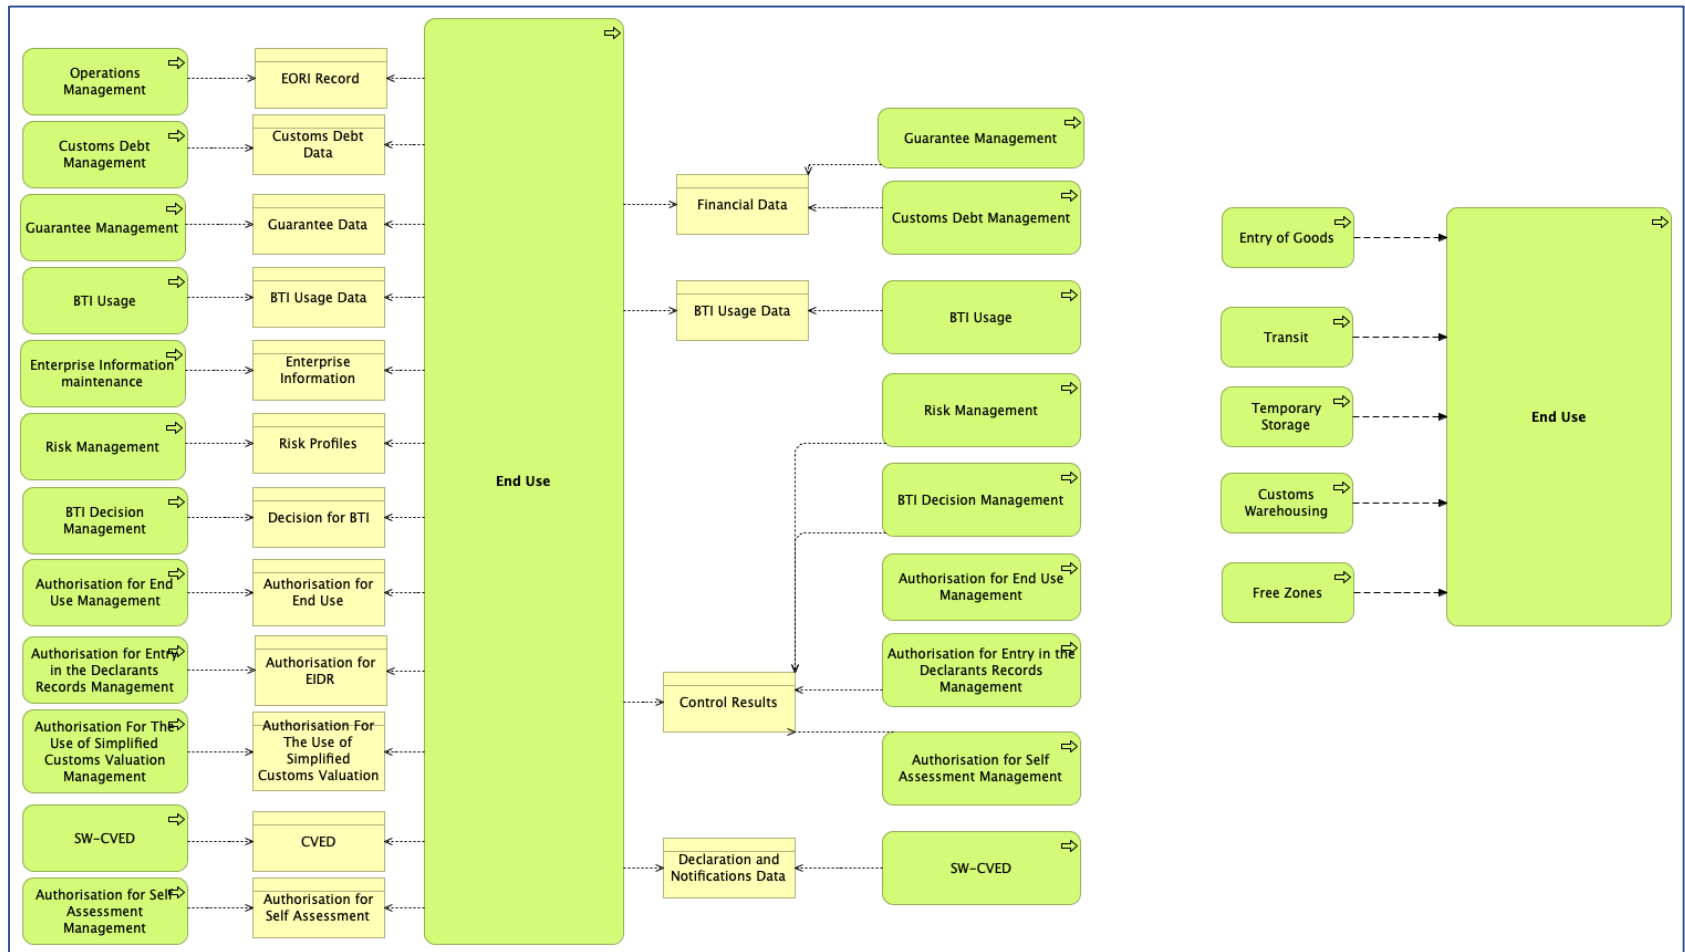 Operations
Management
EORI Record
Customs Debt
Management
Customs Debt
Data
Guarantee Management
Guarantee Data
BTI Usage
BTI Usage Data
Enterprise Information
maintenance
Enterprise
Information
Risk Management
Risk Profiles
BTI Decision
Management
Decision for BTI
Authorisation for End
Use Management
Authorisation for
End Use
Authorisation for Entry
in the Declarants
Records Management
Authorisation for
EIDR
Authorisation For The
Use of Simplified
Customs Valuation
Management
Authorisation For
The Use of
Simplified
Customs Valuation
SW-CVED
CVED
Authorisation for Self
Assessment
Management
Authorisation for
Self Assessment
End Use
Financial Data
BTI Usage Data
Control Results
Declaration and
Notifications Data
Guarantee Management
Customs Debt Management
BTI Usage
Risk Management
BTI Decision Management
Authorisation for End Use
Management
Authorisation for Entry in the
Declarants Records
Management
Authorisation for Self
Assessment Management
SW-CVED
Entry of Goods
Transit
Temporary
Storage
Customs
Warehousing
Free Zones
End Use